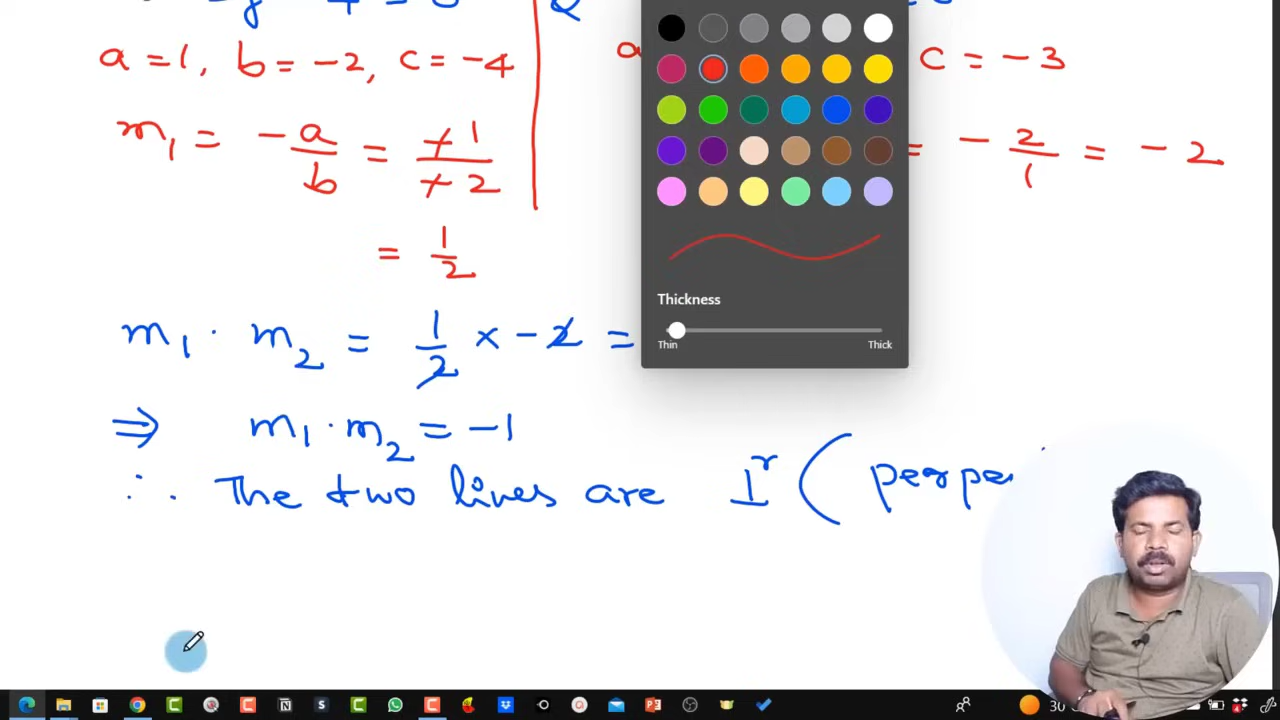 a = 1, b = -2, c = -4
c = -3
m₁ = -a/b = +1/+2
= -2/1 = -2
= 1/2
m₁ · m₂ = 1/2 × -2 =
⇒ m₁ · m₂ = -1
∴ The two lines are ⊥r (
Thickness
Thin Thick